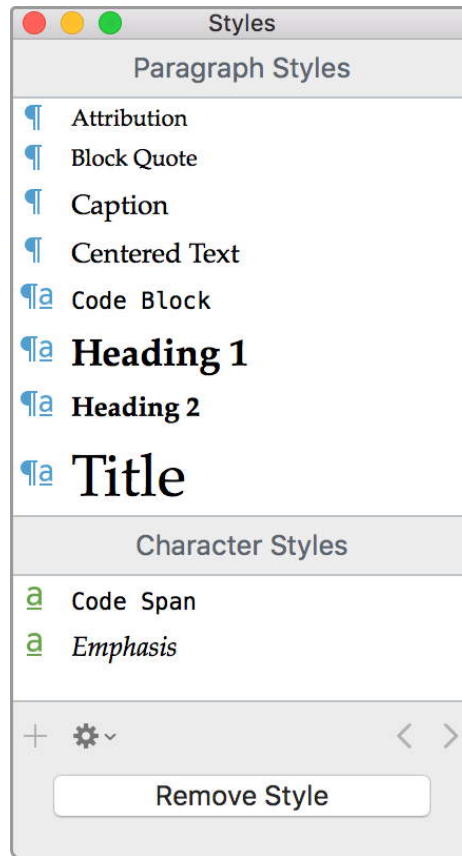 Styles
Paragraph Styles
¶ Attribution
¶ Block Quote
¶ Caption
¶ Centered Text
¶a Code Block
¶a Heading 1
¶a Heading 2
¶a Title
Character Styles
a Code Span
a Emphasis
Remove Style